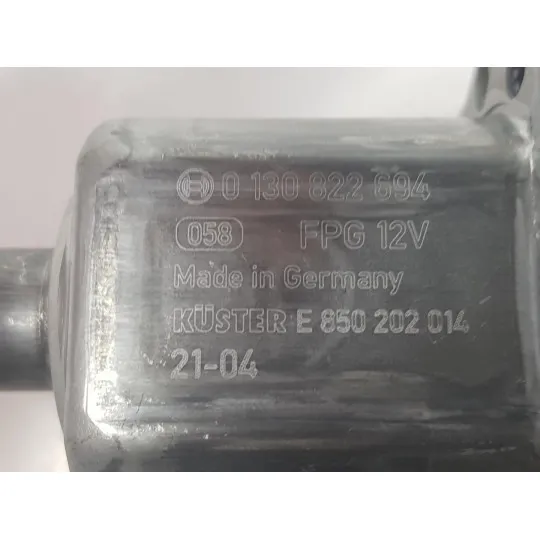 0 130 822 694
058 FPG 12V
Made in Germany
KÜSTER E 850 202 014
21-04